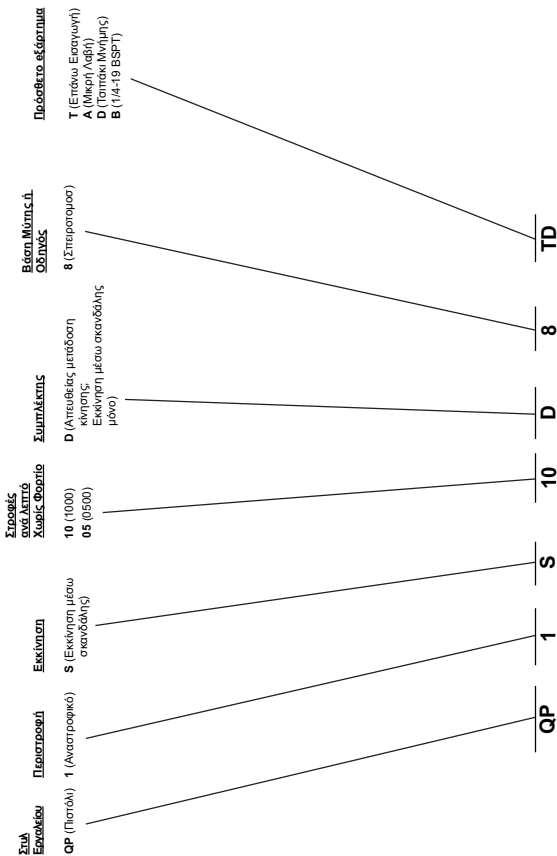 Στυλ
Εργαλείου
QP (Πιστόλι)
Περιστροφή
1 (Αναστροφικό)
Εκκίνηση
S (Εκκίνηση μέσω
σκανδάλης)
Στροφές
ανά λεπτό
Χωρίς Φορτίο
10 (1000)
05 (0500)
Συμπλέκτης
D (Απευθείας μετάδοση
κίνησης;
Εκκίνηση μέσω σκανδάλης
μόνο)
Βάση Μύτης ή
Οδηγός
8 (Σπειροτομοσ)
Πρόσθετο εξάρτημα
T (Επάνω Εισαγωγή)
A (Μικρή Λαβή)
D (Τσιπάκι Μνήμης)
B (1/4-19 BSPT)
QP 1 S 10 D 8 TD